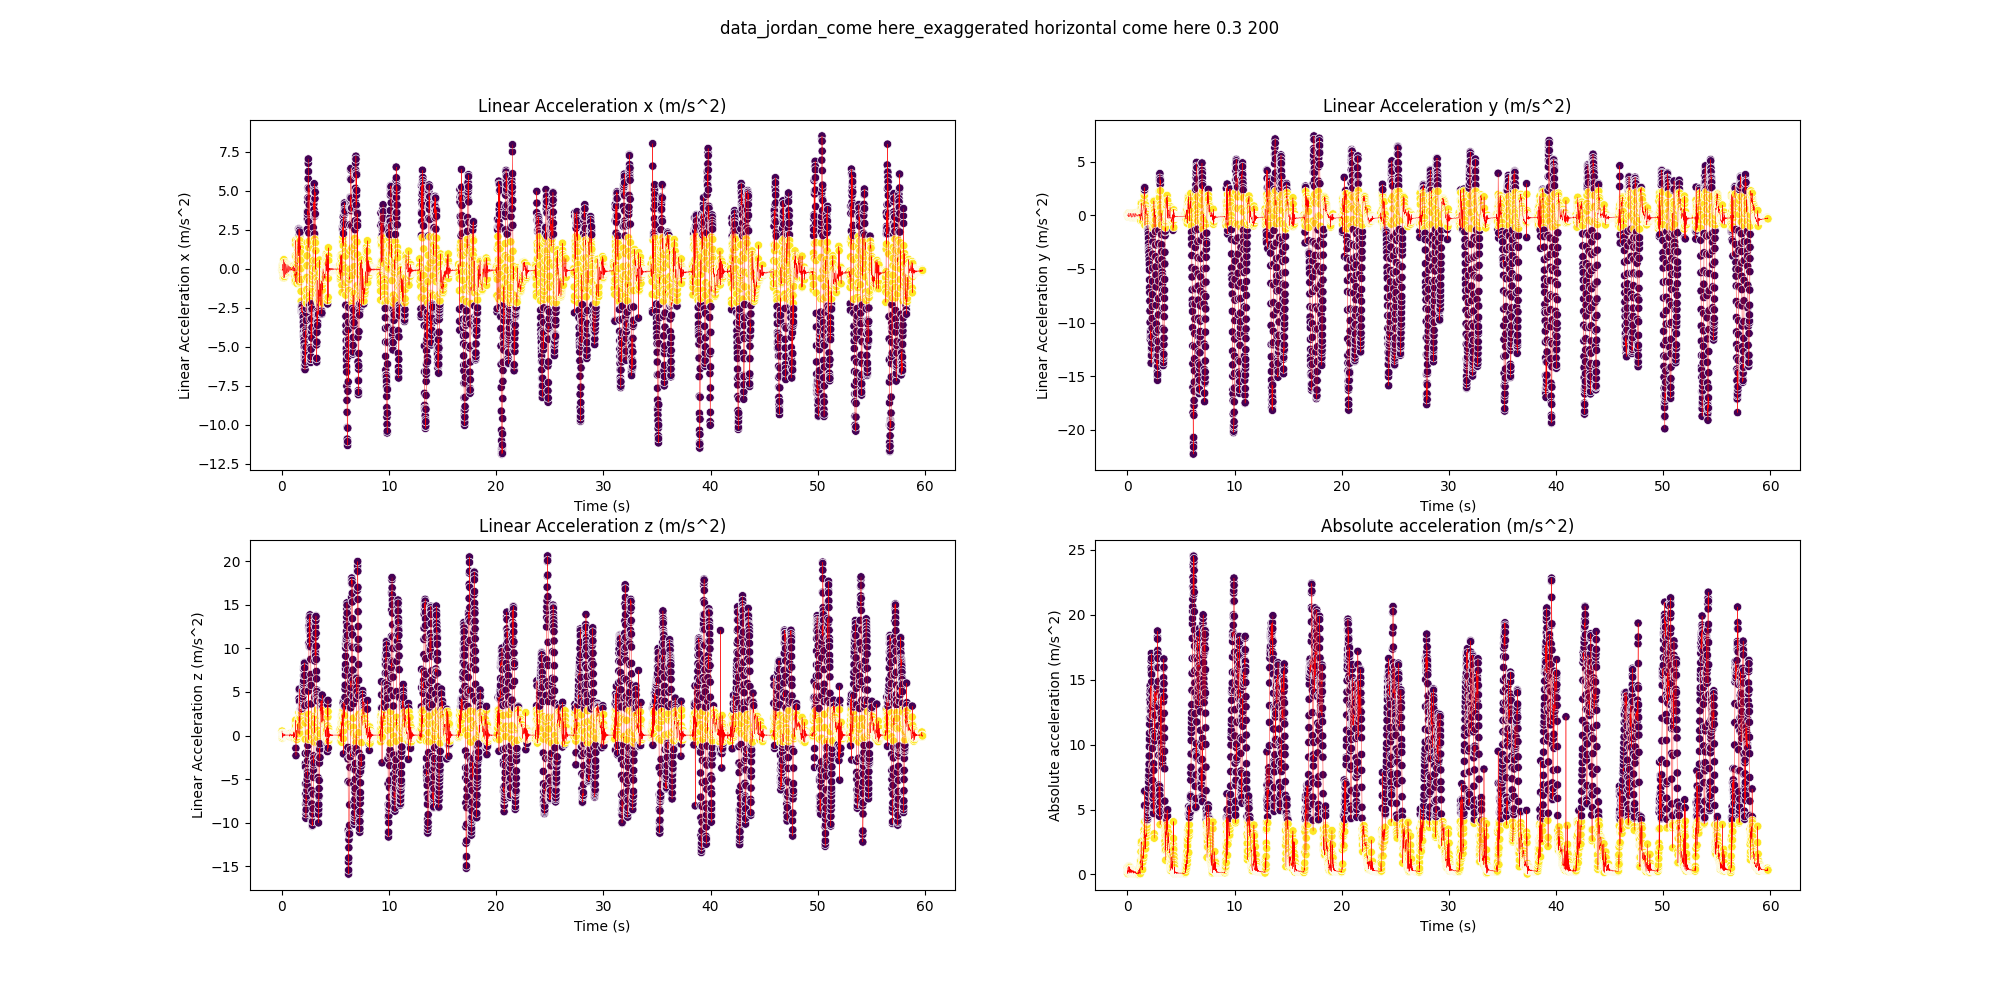 data_jordan_come here_exaggerated horizontal come here 0.3 200
Linear Acceleration x (m/s^2)
Linear Acceleration x (m/s^2)
7.5
5.0
2.5
0.0
−2.5
−5.0
−7.5
−10.0
−12.5
0 10 20 30 40 50 60
Time (s)
Linear Acceleration y (m/s^2)
Linear Acceleration y (m/s^2)
5
0
−5
−10
−15
−20
0 10 20 30 40 50 60
Time (s)
Linear Acceleration z (m/s^2)
Linear Acceleration z (m/s^2)
20
15
10
5
0
−5
−10
−15
0 10 20 30 40 50 60
Time (s)
Absolute acceleration (m/s^2)
Absolute acceleration (m/s^2)
25
20
15
10
5
0
0 10 20 30 40 50 60
Time (s)